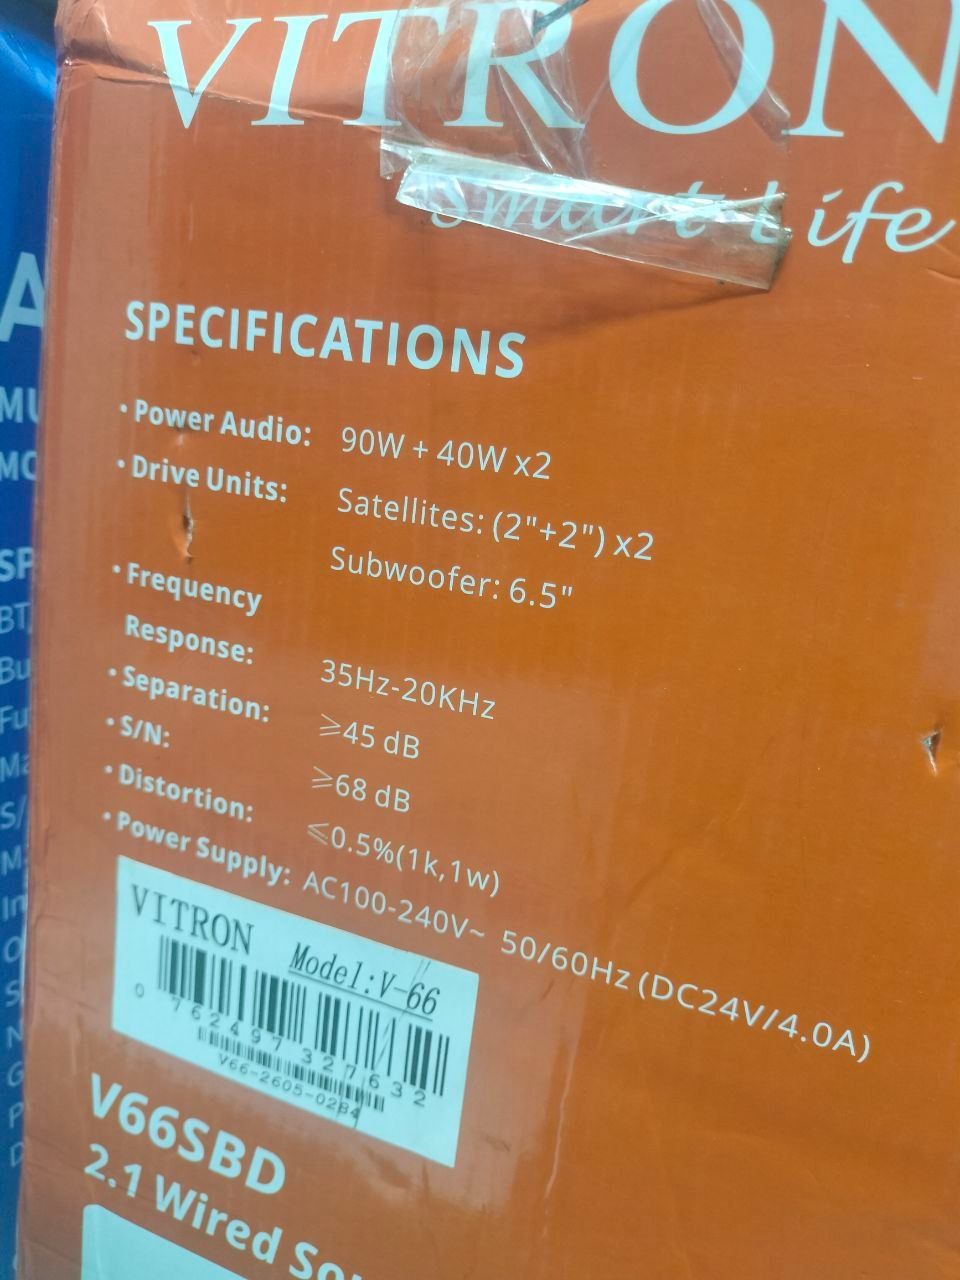 VITRON
Smart Life
SPECIFICATIONS
• Power Audio: 90W + 40W x2
• Drive Units: Satellites: (2"+2") x2
Subwoofer: 6.5"
• Frequency
Response: 35Hz-20KHz
• Separation: ≥45 dB
• S/N: ≥68 dB
• Distortion: ≤0.5%(1k,1w)
• Power Supply: AC100-240V~ 50/60Hz (DC24V/4.0A)
VITRON Model:V-66
0 762497 327632
V66-2605-0284
V66SBD
2.1 Wired